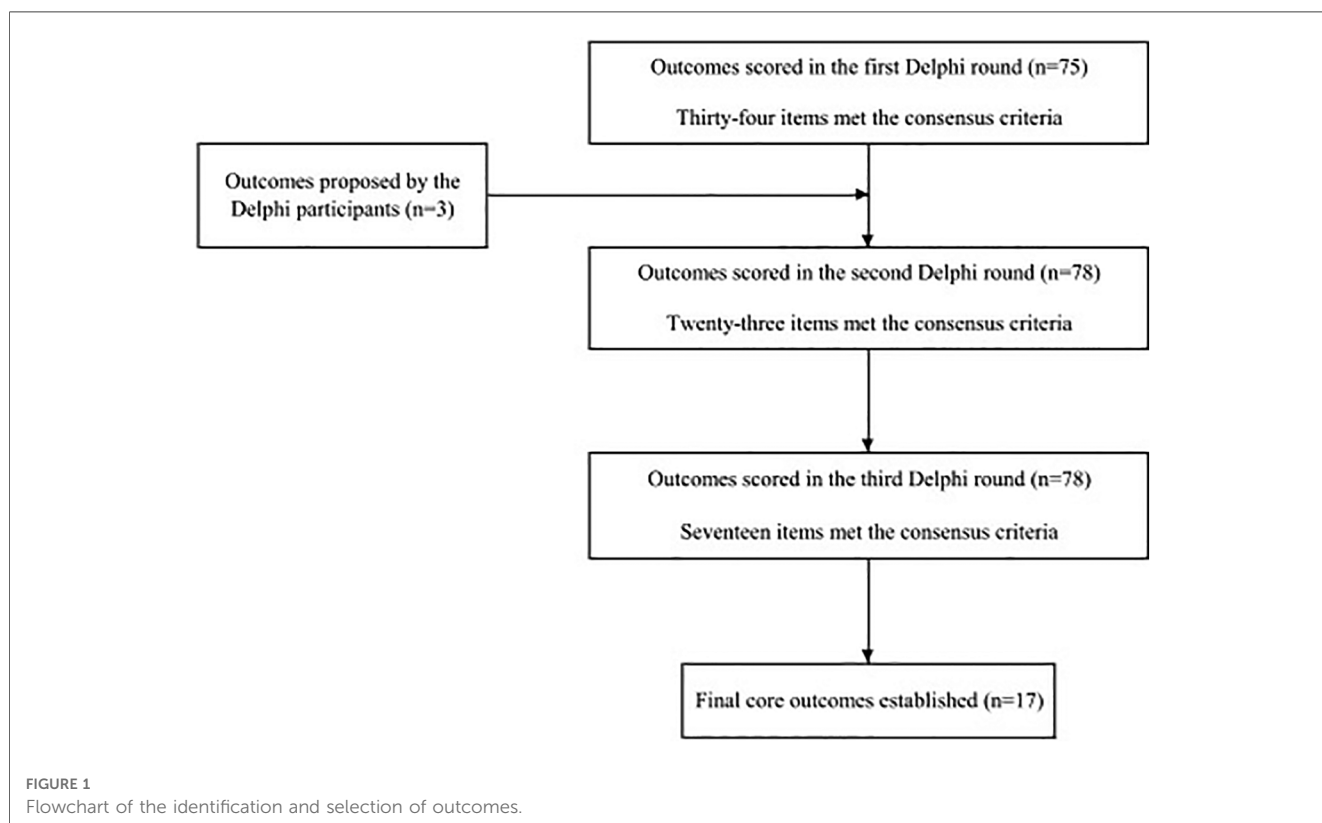 Outcomes scored in the first Delphi round (n=75)
Thirty-four items met the consensus criteria
Outcomes proposed by the
Delphi participants (n=3)
Outcomes scored in the second Delphi round (n=78)
Twenty-three items met the consensus criteria
Outcomes scored in the third Delphi round (n=78)
Seventeen items met the consensus criteria
Final core outcomes established (n=17)
FIGURE 1
Flowchart of the identification and selection of outcomes.